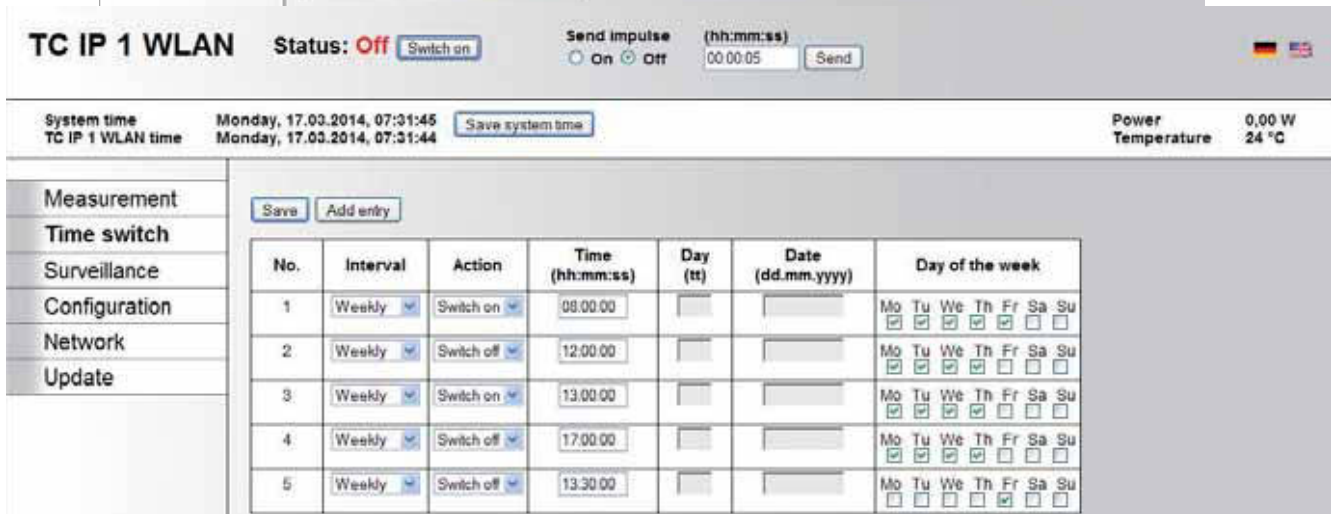 TC IP 1 WLAN Status: Off Switch on Send impulse (hh:mm:ss)
On Off 00:00:05 Send
System time Monday, 17.03.2014, 07:31:45 Save system time Power 0,00 W
TC IP 1 WLAN time Monday, 17.03.2014, 07:31:44 Temperature 24 °C
Measurement
Time switch
Surveillance
Configuration
Network
Update
Save Add entry
No. Interval Action Time (hh:mm:ss) Day (tt) Date (dd.mm.yyyy) Day of the week
1 Weekly Switch on 08:00:00 Mo Tu We Th Fr Sa Su
2 Weekly Switch off 12:00:00 Mo Tu We Th Fr Sa Su
3 Weekly Switch on 13:00:00 Mo Tu We Th Fr Sa Su
4 Weekly Switch off 17:00:00 Mo Tu We Th Fr Sa Su
5 Weekly Switch off 13:30:00 Mo Tu We Th Fr Sa Su